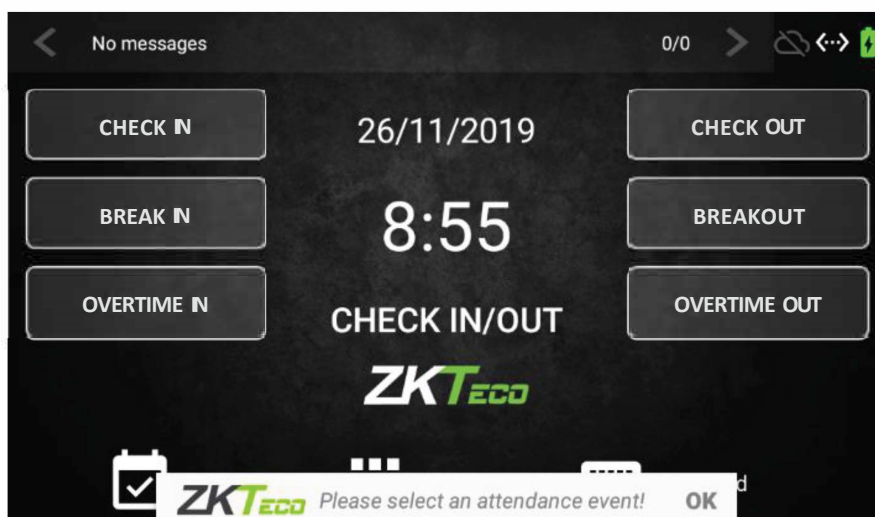 No messages 0/0
CHECK IN 26/11/2019 CHECK OUT
BREAK IN 8:55 BREAKOUT
OVERTIME IN OVERTIME OUT
CHECK IN/OUT
ZKTECO
ZKTECO Please select an attendance event! OK